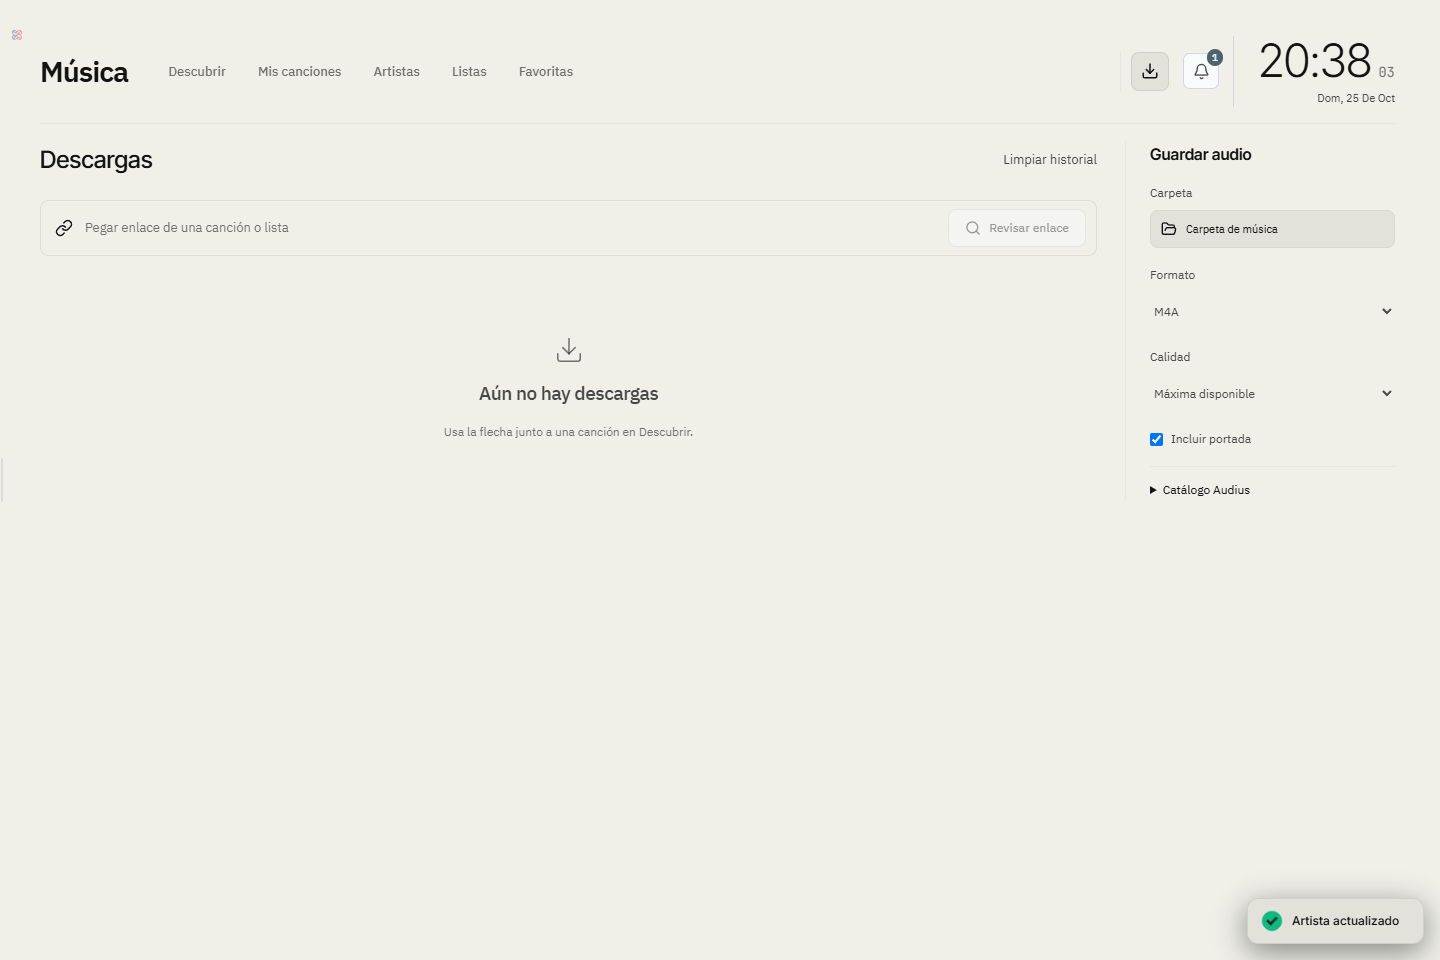 Música
Descubrir
Mis canciones
Artistas
Listas
Favoritas
1
20:38 03
Dom, 25 De Oct
Descargas
Limpiar historial
Pegar enlace de una canción o lista
Revisar enlace
Aún no hay descargas
Usa la flecha junto a una canción en Descubrir.
Guardar audio
Carpeta
Carpeta de música
Formato
M4A
Calidad
Máxima disponible
Incluir portada
Catálogo Audius
Artista actualizado